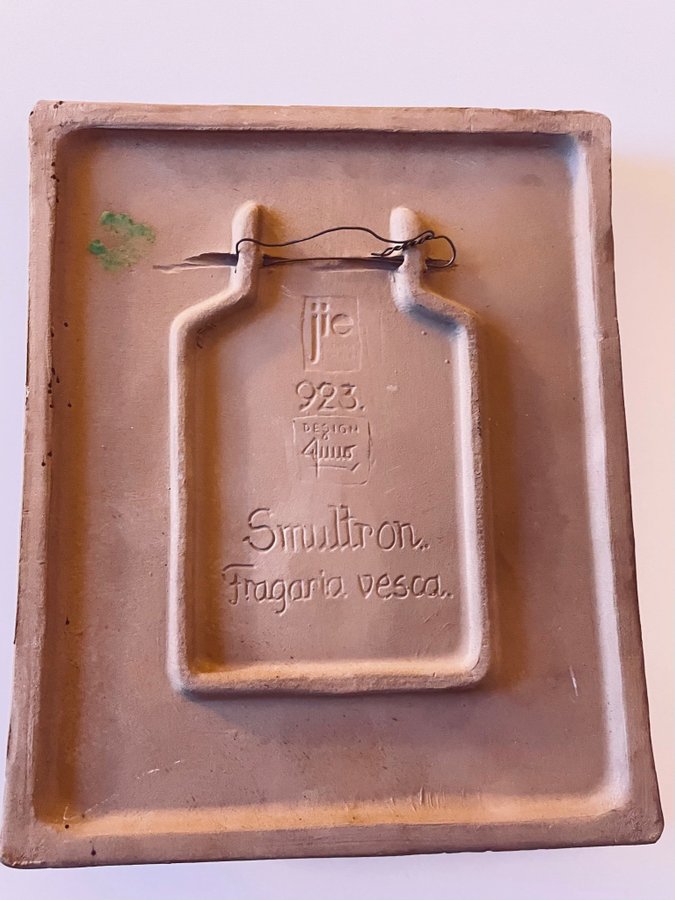 jie
923.
DESIGN
Smultron.
Fragaria vesca.